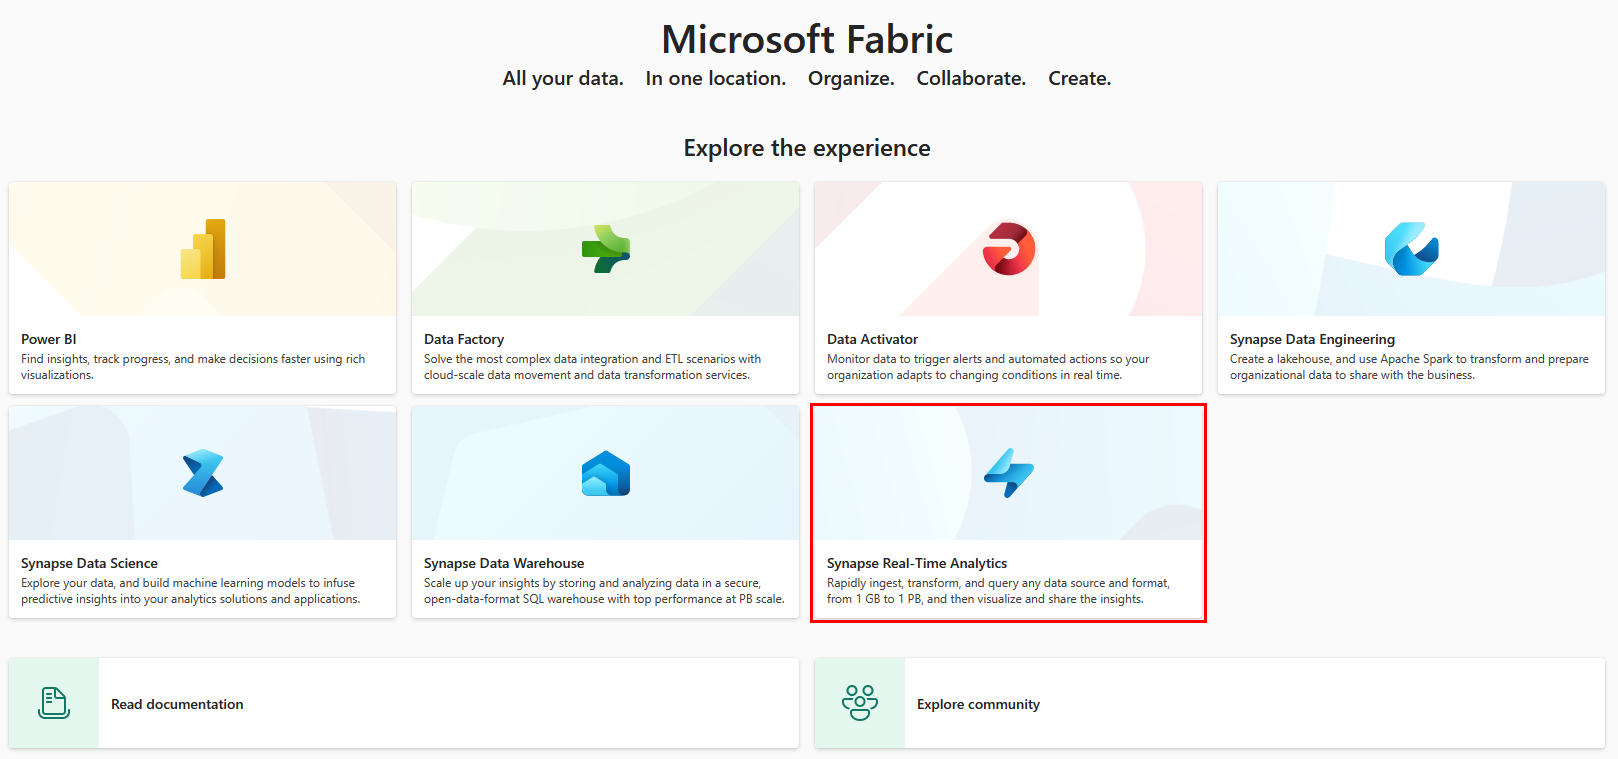 Microsoft Fabric
All your data. In one location. Organize. Collaborate. Create.
Explore the experience
Power BI
Find insights, track progress, and make decisions faster using rich
visualizations.
Data Factory
Solve the most complex data integration and ETL scenarios with
cloud-scale data movement and data transformation services.
Data Activator
Monitor data to trigger alerts and automated actions so your
organization adapts to changing conditions in real time.
Synapse Data Engineering
Create a lakehouse, and use Apache Spark to transform and prepare
organizational data to share with the business.
Synapse Data Science
Explore your data, and build machine learning models to infuse
predictive insights into your analytics solutions and applications.
Synapse Data Warehouse
Scale up your insights by storing and analyzing data in a secure,
open-data-format SQL warehouse with top performance at PB scale.
Synapse Real-Time Analytics
Rapidly ingest, transform, and query any data source and format,
from 1 GB to 1 PB, and then visualize and share the insights.
Read documentation
Explore community